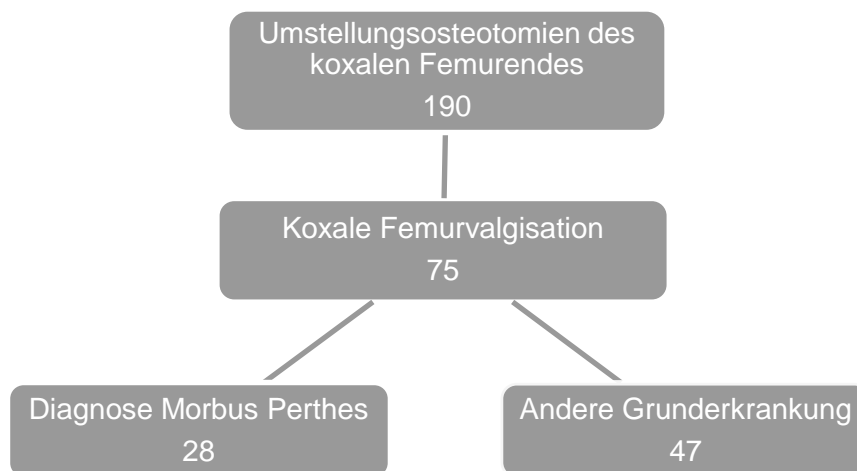 Umstellungsosteotomien des
koxalen Femurendes
190
Koxale Femurvalgisation
75
Diagnose Morbus Perthes
28
Andere Grunderkrankung
47